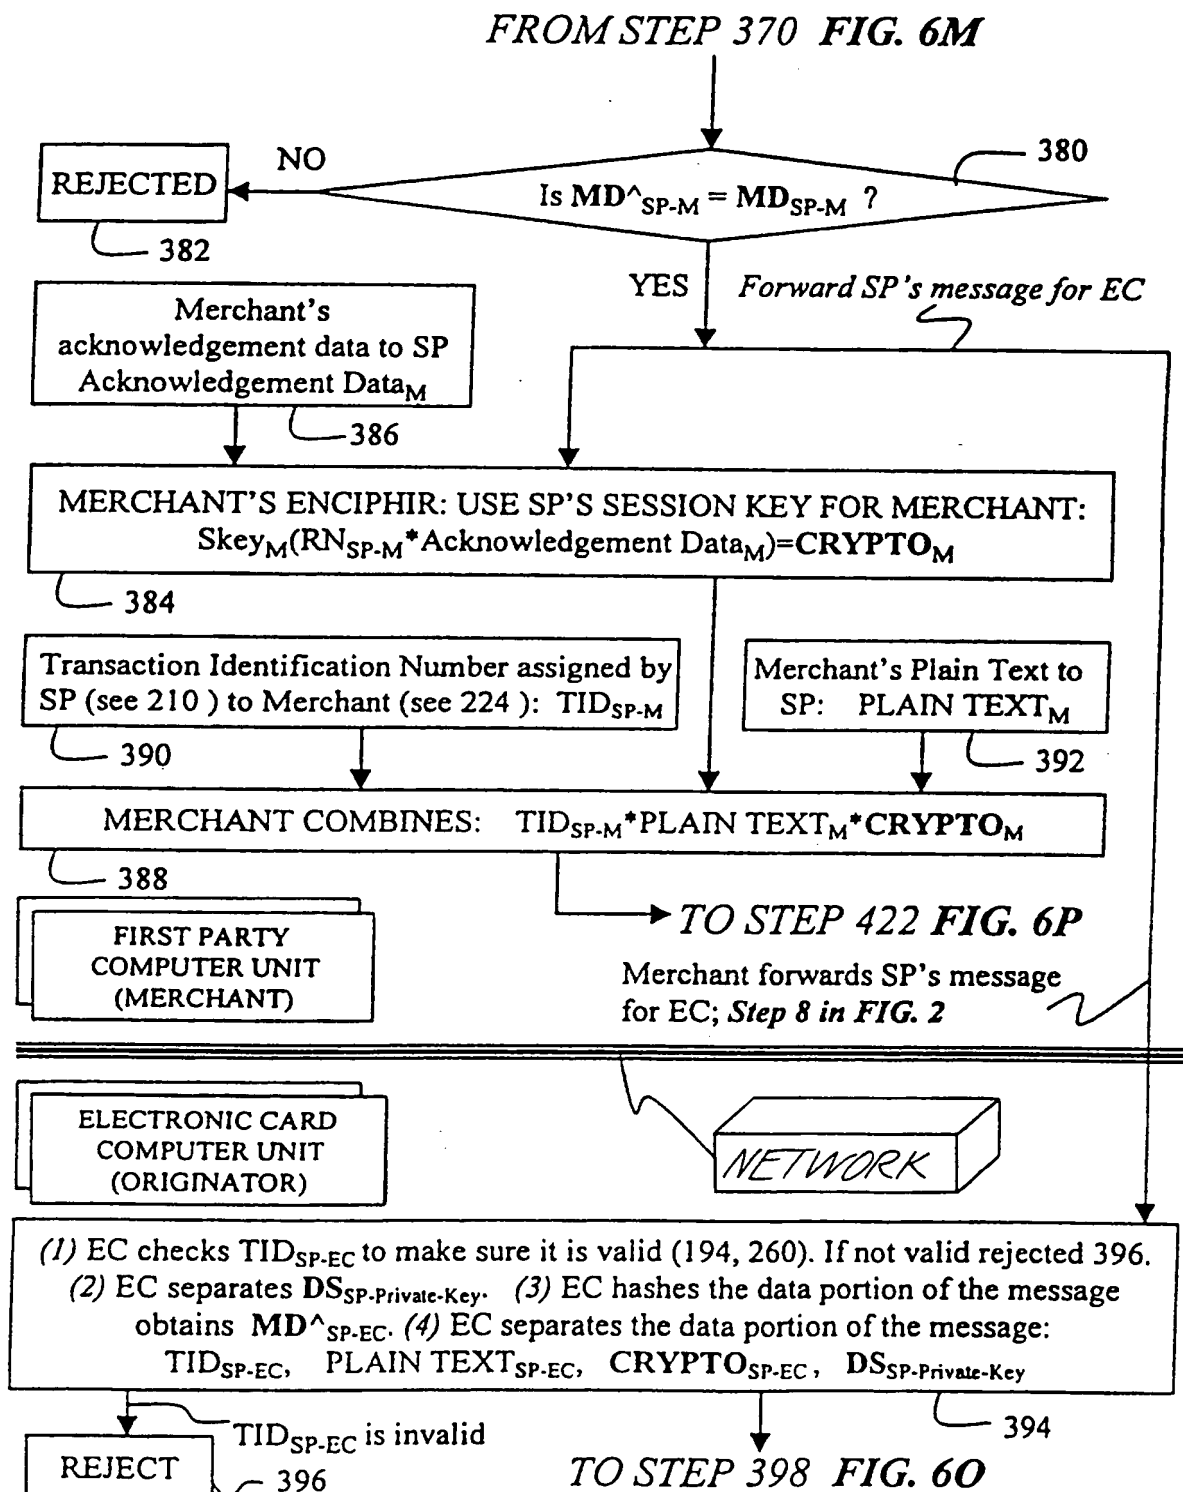 FROM STEP 370 FIG. 6M
380
NO
REJECTED
Is MD^SP-M = MDSP-M ?
382
YES
Forward SP's message for EC
Merchant's
acknowledgement data to SP
Acknowledgement DataM
386
MERCHANT'S ENCIPHIR: USE SP'S SESSION KEY FOR MERCHANT:
SkeyM(RNSP-M*Acknowledgement DataM)=CRYPTOM
384
Transaction Identification Number assigned by
SP (see 210 ) to Merchant (see 224 ): TIDSP-M
390
Merchant's Plain Text to
SP: PLAIN TEXTM
392
MERCHANT COMBINES: TIDSP-M*PLAIN TEXTM*CRYPTOM
388
TO STEP 422 FIG. 6P
FIRST PARTY
COMPUTER UNIT
(MERCHANT)
Merchant forwards SP's message
for EC; Step 8 in FIG. 2
ELECTRONIC CARD
COMPUTER UNIT
(ORIGINATOR)
NETWORK
(1) EC checks TIDSP-EC to make sure it is valid (194, 260). If not valid rejected 396.
(2) EC separates DSSP-Private-Key. (3) EC hashes the data portion of the message
obtains MD^SP-EC. (4) EC separates the data portion of the message:
TIDSP-EC, PLAIN TEXTSP-EC, CRYPTOSP-EC, DSSP-Private-Key
394
TIDSP-EC is invalid
REJECT
396
TO STEP 398 FIG. 6O